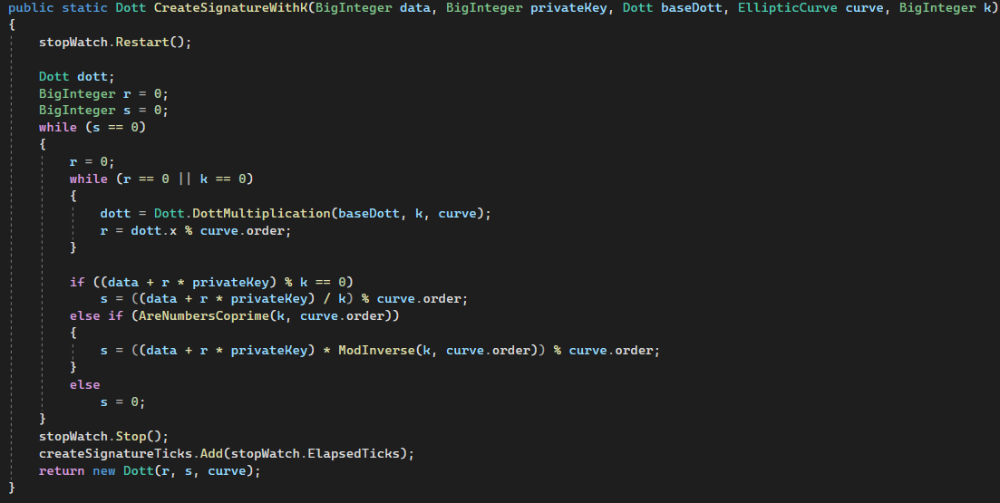 public static Dott CreateSignatureWithK(BigInteger data, BigInteger privateKey, Dott baseDott, EllipticCurve curve, BigInteger k)
{
    stopWatch.Restart();

    Dott dott;
    BigInteger r = 0;
    BigInteger s = 0;
    while (s == 0)
    {
        r = 0;
        while (r == 0 || k == 0)
        {
            dott = Dott.DottMultiplication(baseDott, k, curve);
            r = dott.x % curve.order;
        }

        if ((data + r * privateKey) % k == 0)
            s = ((data + r * privateKey) / k) % curve.order;
        else if (AreNumbersCoprime(k, curve.order))
        {
            s = ((data + r * privateKey) * ModInverse(k, curve.order)) % curve.order;
        }
        else
            s = 0;
    }
    stopWatch.Stop();
    createSignatureTicks.Add(stopWatch.ElapsedTicks);
    return new Dott(r, s, curve);
}